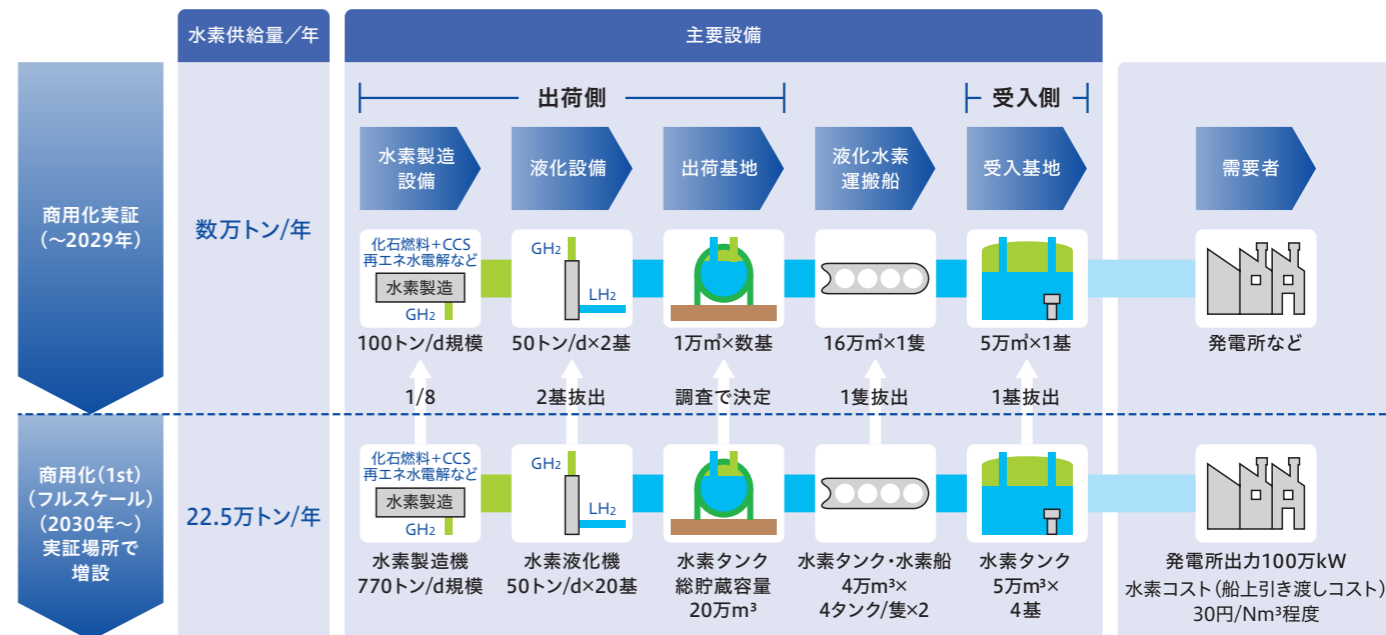 水素供給量／年
主要設備
出荷側
受入側
水素製造
設備
液化設備
出荷基地
液化水素
運搬船
受入基地
需要者
商用化実証
（～2029年）
数万トン/年
化石燃料+CCS
再エネ水電解など
水素製造
GH2
100トン/d規模
GH2
LH2
50トン/d×2基
1万㎥×数基
16万㎥×1隻
5万㎥×1基
発電所など
1/8
2基抜出
調査で決定
1隻抜出
1基抜出
商用化（1st）
（フルスケール）
（2030年～）
実証場所で
増設
22.5万トン/年
化石燃料+CCS
再エネ水電解など
水素製造
GH2
水素製造機
770トン/d規模
GH2
LH2
水素液化機
50トン/d×20基
水素タンク
総貯蔵容量
20万m³
水素タンク・水素船
4万m³×
4タンク/隻×2
水素タンク
5万m³×
4基
発電所出力100万kW
水素コスト（船上引き渡しコスト）
30円/Nm³程度